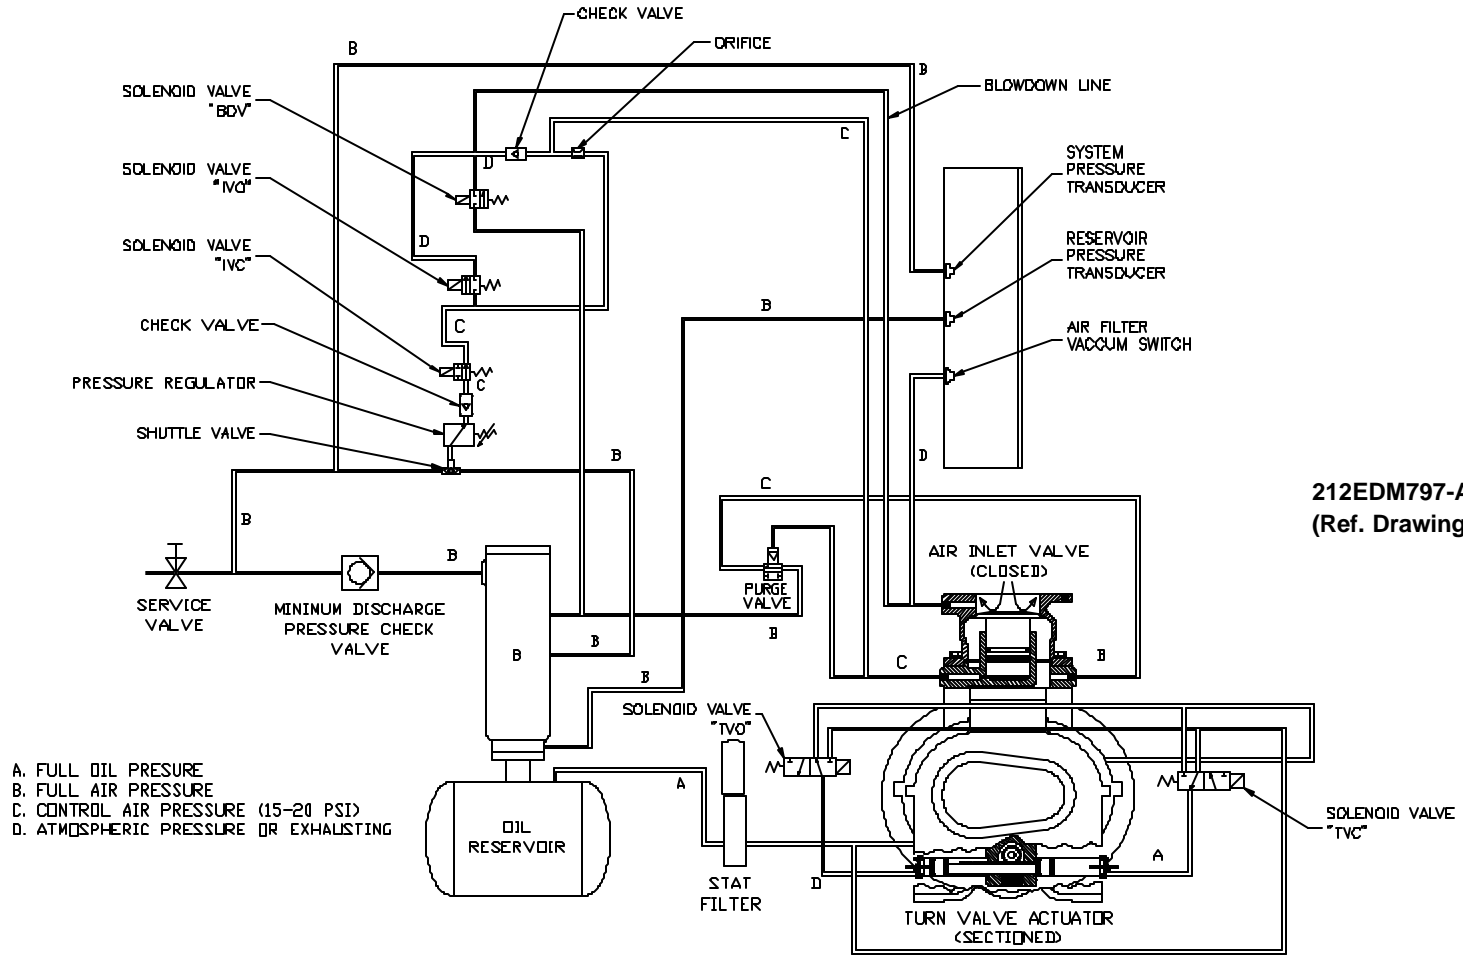 CHECK VALVE
ORIFICE
B
B
BLOWDOWN LINE
SOLENOID VALVE
"BDV"
C
D
SYSTEM
PRESSURE
TRANSDUCER
SOLENOID VALVE
"IVO"
D
RESERVOIR
PRESSURE
TRANSDUCER
SOLENOID VALVE
"IVC"
B
CHECK VALVE
C
AIR FILTER
VACCUM SWITCH
PRESSURE REGULATOR
C
SHUTTLE VALVE
B
D
C
212EDM797-A
(Ref. Drawing
B
B
AIR INLET VALVE
(CLOSED)
PURGE
VALVE
SERVICE
VALVE
MINIMUM DISCHARGE
PRESSURE CHECK
VALVE
B
B
B
B
C
B
SOLENOID VALVE
"TVO"
A. FULL OIL PRESURE
B. FULL AIR PRESSURE
C. CONTROL AIR PRESSURE (15-20 PSI)
D. ATMOSPHERIC PRESSURE OR EXHAUSTING
A
OIL
RESERVOIR
SOLENOID VALVE
"TVC"
A
D
STAT
FILTER
TURN VALVE ACTUATOR
(SECTIONED)